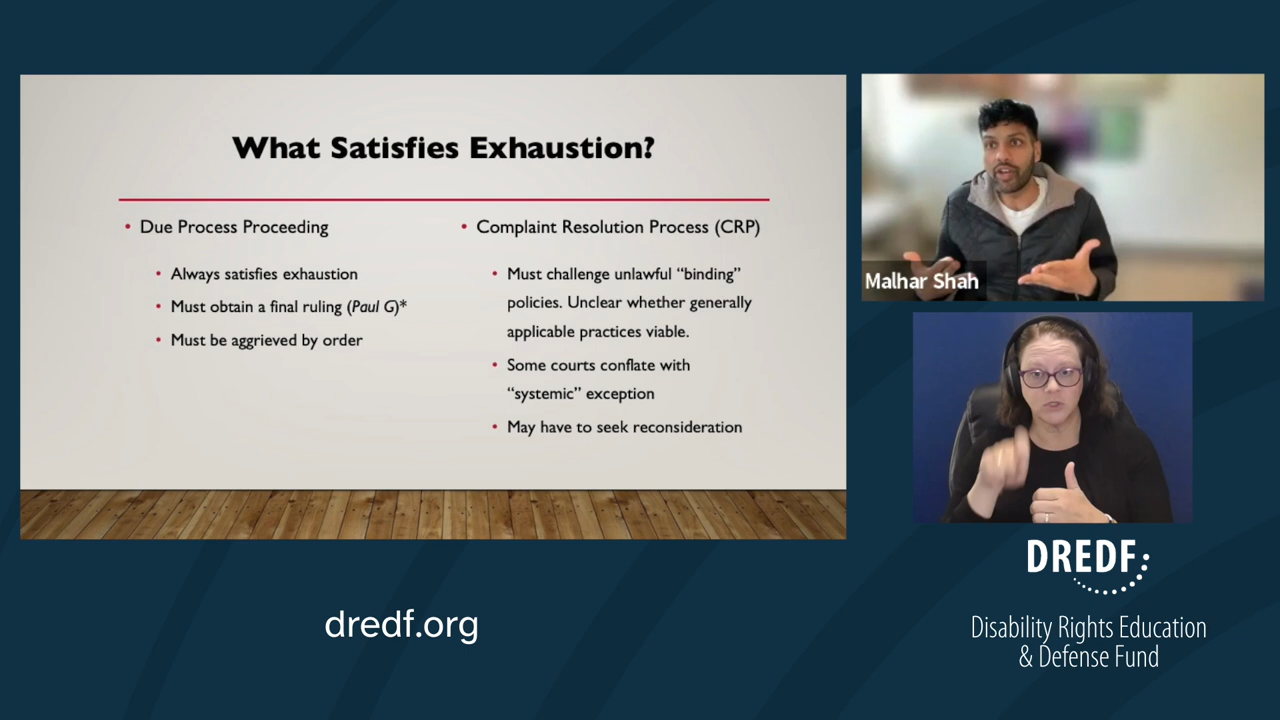 What Satisfies Exhaustion?
• Due Process Proceeding
• Always satisfies exhaustion
• Must obtain a final ruling (Paul G)*
• Must be aggrieved by order
• Complaint Resolution Process (CRP)
• Must challenge unlawful “binding”
policies. Unclear whether generally
applicable practices viable.
• Some courts conflate with
“systemic” exception
• May have to seek reconsideration
Malhar Shah
DREDF
Disability Rights Education
& Defense Fund
dredf.org